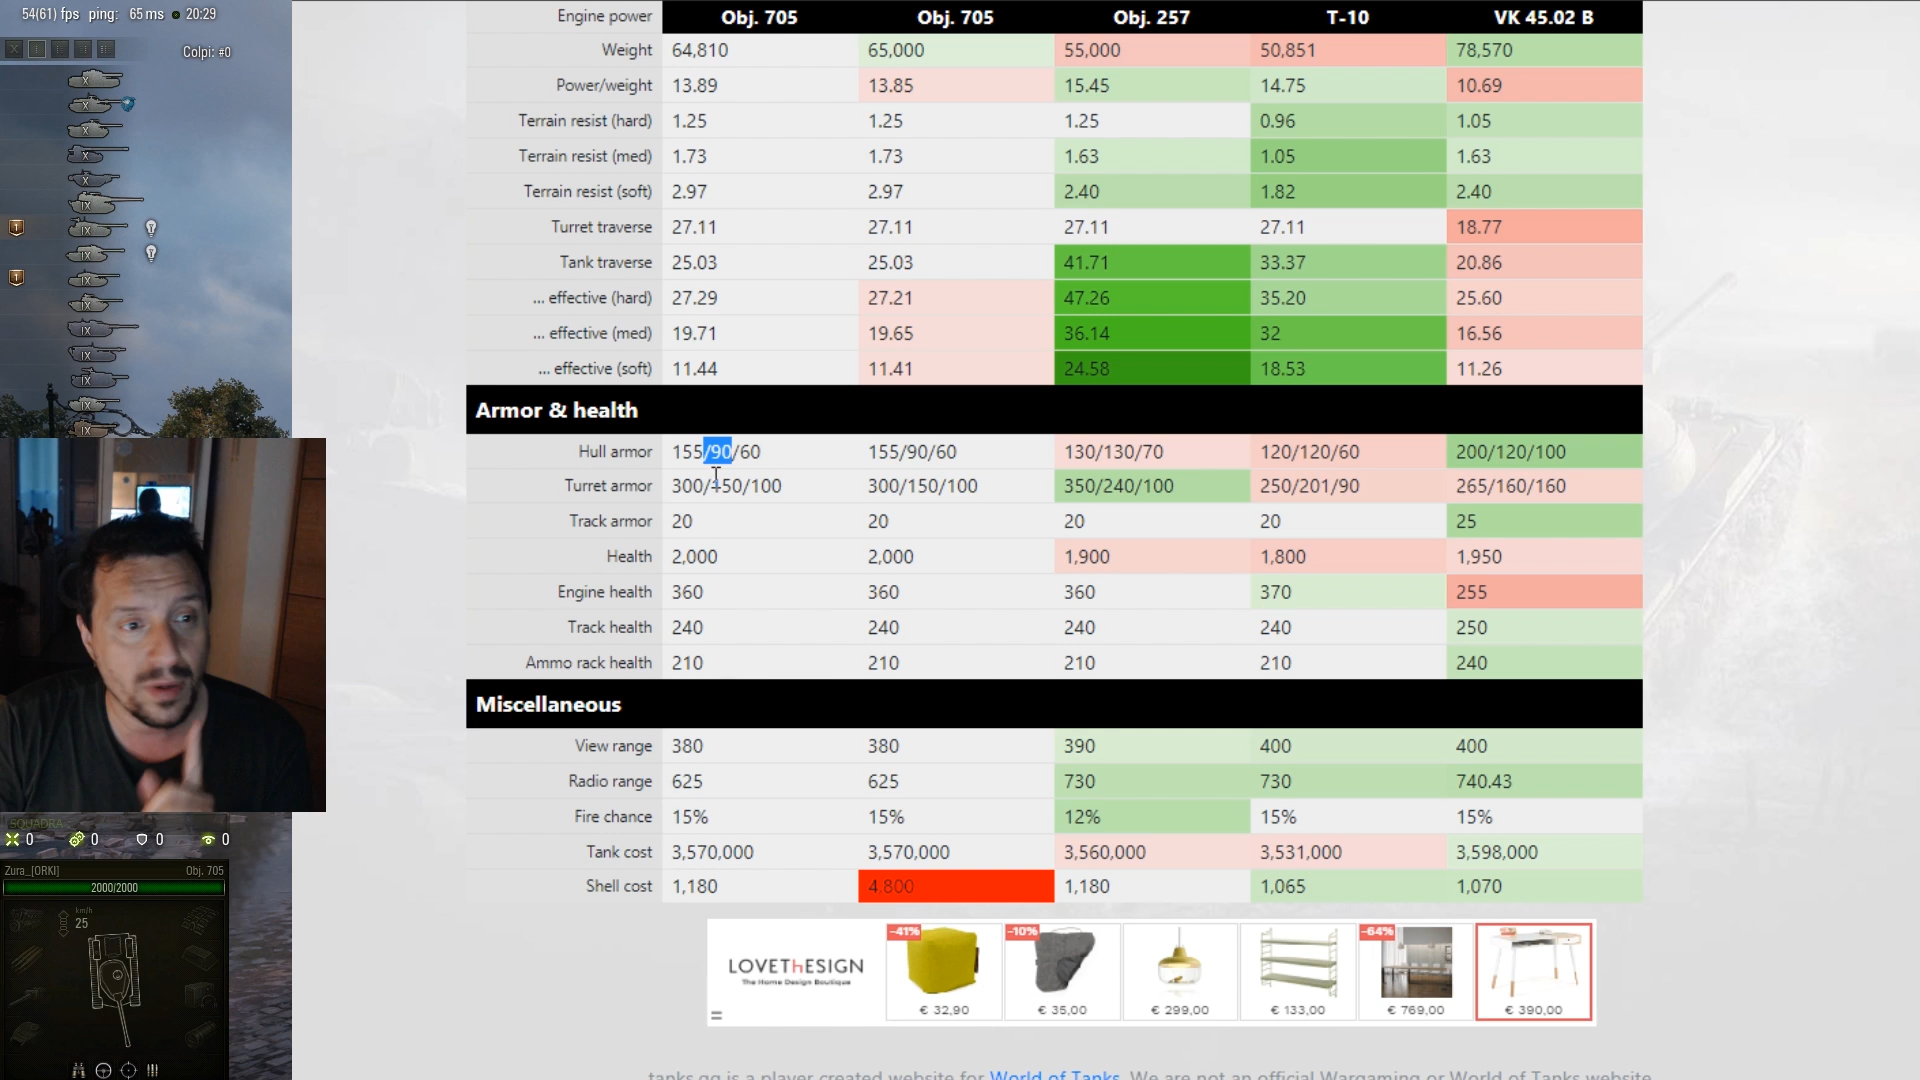 54(61) fps ping: 65 ms 20:29
Colpi: #0
Engine power Obj. 705 Obj. 705 Obj. 257 T-10 VK 45.02 B
Weight 64,810 65,000 55,000 50,851 78,570
Power/weight 13.89 13.85 15.45 14.75 10.69
Terrain resist (hard) 1.25 1.25 1.25 0.96 1.05
Terrain resist (med) 1.73 1.73 1.63 1.05 1.63
Terrain resist (soft) 2.97 2.97 2.40 1.82 2.40
Turret traverse 27.11 27.11 27.11 27.11 18.77
Tank traverse 25.03 25.03 41.71 33.37 20.86
... effective (hard) 27.29 27.21 47.26 35.20 25.60
... effective (med) 19.71 19.65 36.14 32 16.56
... effective (soft) 11.44 11.41 24.58 18.53 11.26
Armor & health
Hull armor 155/90/60 155/90/60 130/130/70 120/120/60 200/120/100
Turret armor 300/150/100 300/150/100 350/240/100 250/201/90 265/160/160
Track armor 20 20 20 20 25
Health 2,000 2,000 1,900 1,800 1,950
Engine health 360 360 360 370 255
Track health 240 240 240 240 250
Ammo rack health 210 210 210 210 240
Miscellaneous
View range 380 380 390 400 400
Radio range 625 625 730 730 740.43
Fire chance 15% 15% 12% 15% 15%
Tank cost 3,570,000 3,570,000 3,560,000 3,531,000 3,598,000
Shell cost 1,180 4,800 1,180 1,065 1,070
SQUADRA
0 0 0 0
Zura_[ORKI] Obj. 705
2000/2000
km/h
25
LOVEThESIGN
The Home Design Boutique
-41% -10% -64%
€ 32,90 € 35,00 € 299,00 € 133,00 € 769,00 € 390,00
tanks.gg is a player created website for World of Tanks. We are not an official Wargaming or World of Tanks website